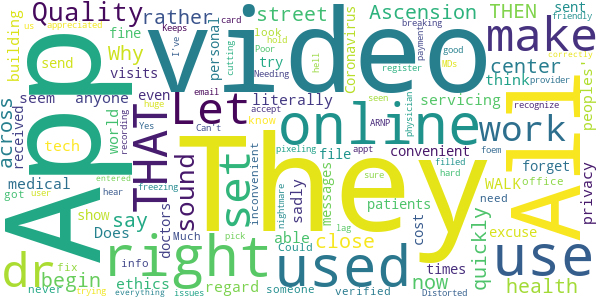 Quality
rather
street
Ascension
THEN
sent
friendly
appreciated
us
card
Poor
Keeps
breaking
building
fine
Why
I've
cutting
hold
look
personal
Coronavirus
payment
good
MDs
correctly
send
visits
Needing
hell
try
center
register
App
video
make
All
seem
anyone
even
huge
email
Can't
accept
know
seen
think
provider
peoples
across
tech
world
recording
THAT
Let
literally
servicing
recognize
received
Yes
sound
set
inconvenient
online
work
physician
ARNP
medical
Does
doctors
hear
pixeling
file
convenient
filled
hard
forget
got
entered
user
freezing
Much
nightmare
sadly
messages
appt
foem
patients
WALK
office
privacy
dr
show
say
right
They
used
sure
lag
cost
quickly
need
excuse
use
fix
info
able
Could
close
now
times
begin
ethics
regard
pick
someone
verified
Distorted
health
never
trying
everything
issues